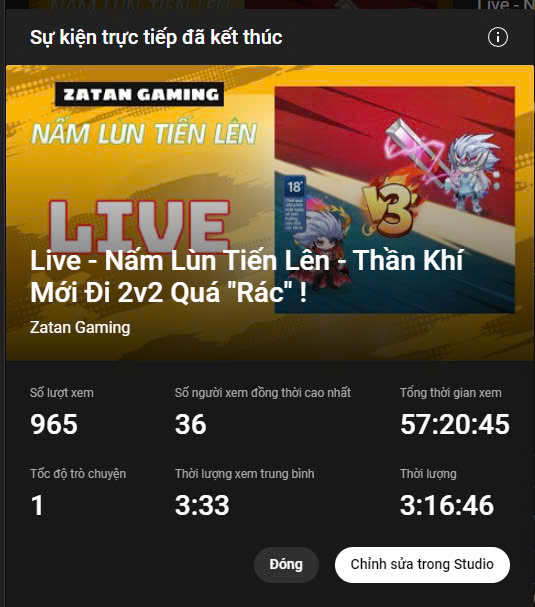 Live - N
Sự kiện trực tiếp đã kết thúc
ZATAN GAMING
NẤM LÙN TIẾN LÊN
18+
V3
LIVE
Live - Nấm Lùn Tiến Lên - Thần Khí
Mới Đi 2v2 Quá "Rác" !
Zatan Gaming
Số lượt xem
965
Số người xem đồng thời cao nhất
36
Tổng thời gian xem
57:20:45
Tốc độ trò chuyện
1
Thời lượng xem trung bình
3:33
Thời lượng
3:16:46
Đóng
Chỉnh sửa trong Studio